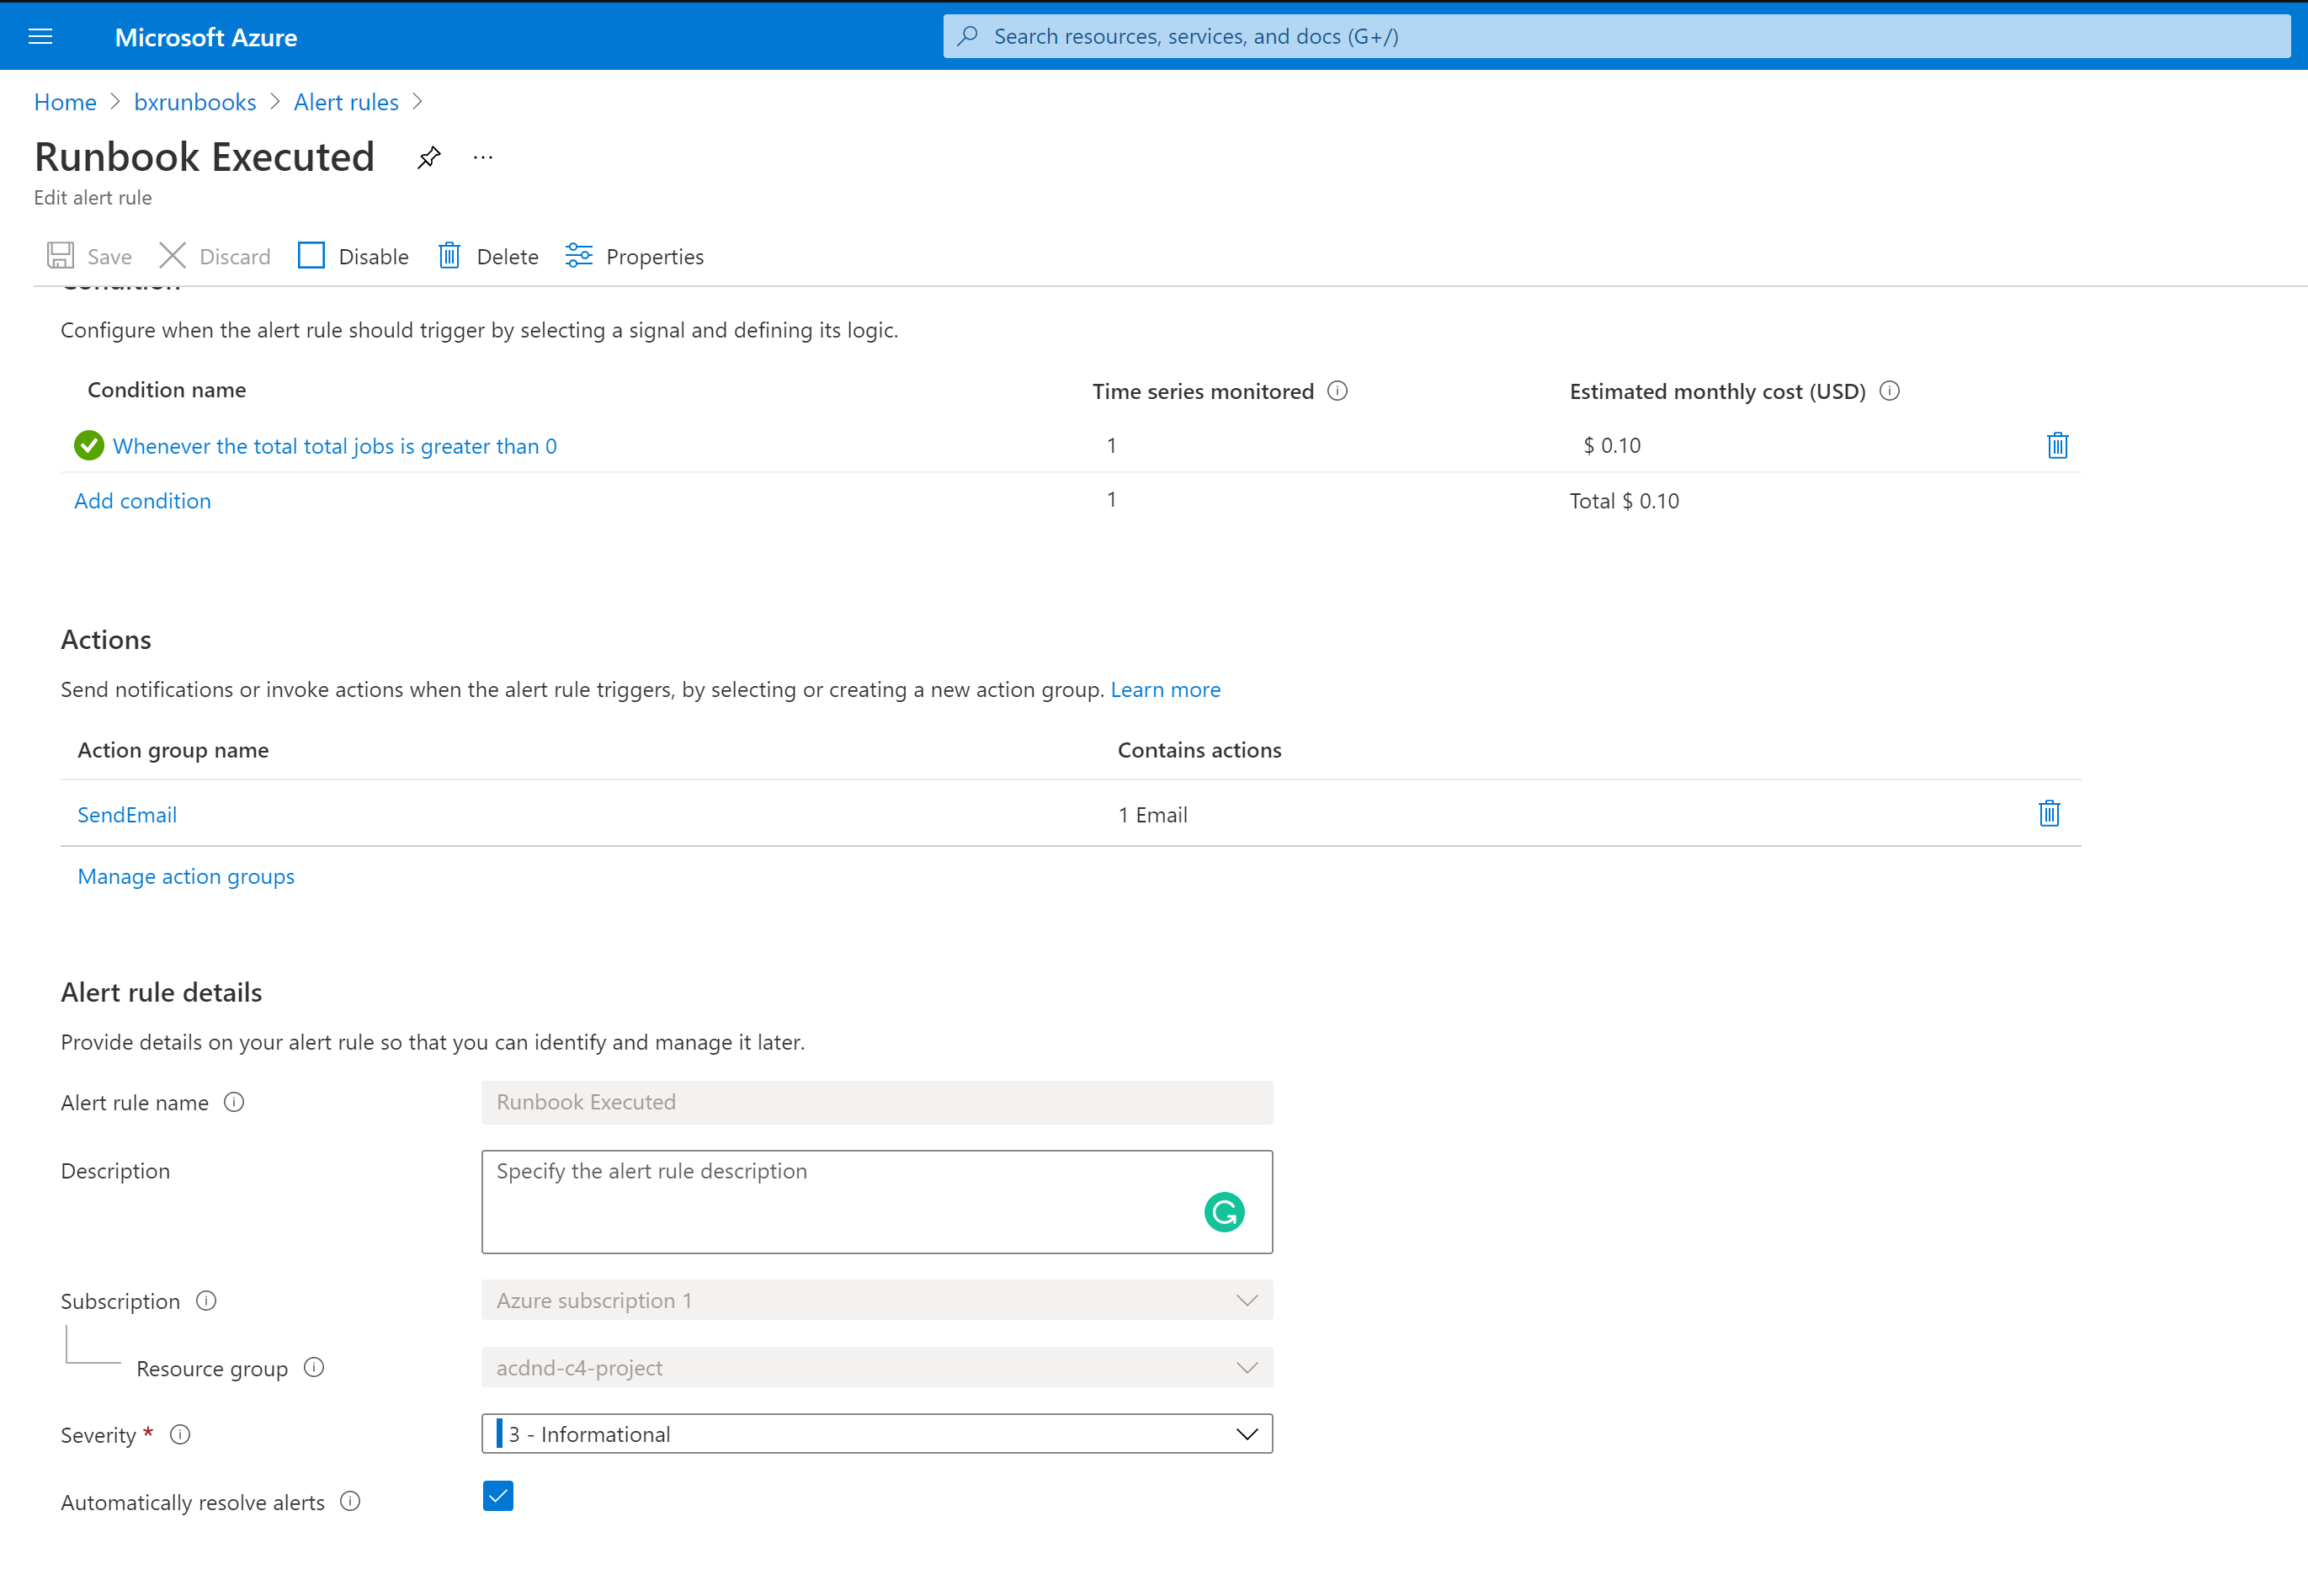 Microsoft Azure
Search resources, services, and docs (G+/)
Home > bxrunbooks > Alert rules >
Runbook Executed ...
Edit alert rule
Save Discard Disable Delete Properties
Condition
Configure when the alert rule should trigger by selecting a signal and defining its logic.
Condition name Time series monitored Estimated monthly cost (USD)
Whenever the total total jobs is greater than 0 1 $ 0.10
Add condition 1 Total $ 0.10
Actions
Send notifications or invoke actions when the alert rule triggers, by selecting or creating a new action group. Learn more
Action group name Contains actions
SendEmail 1 Email
Manage action groups
Alert rule details
Provide details on your alert rule so that you can identify and manage it later.
Alert rule name Runbook Executed
Description Specify the alert rule description
Subscription Azure subscription 1
Resource group acdnd-c4-project
Severity * 3 - Informational
Automatically resolve alerts